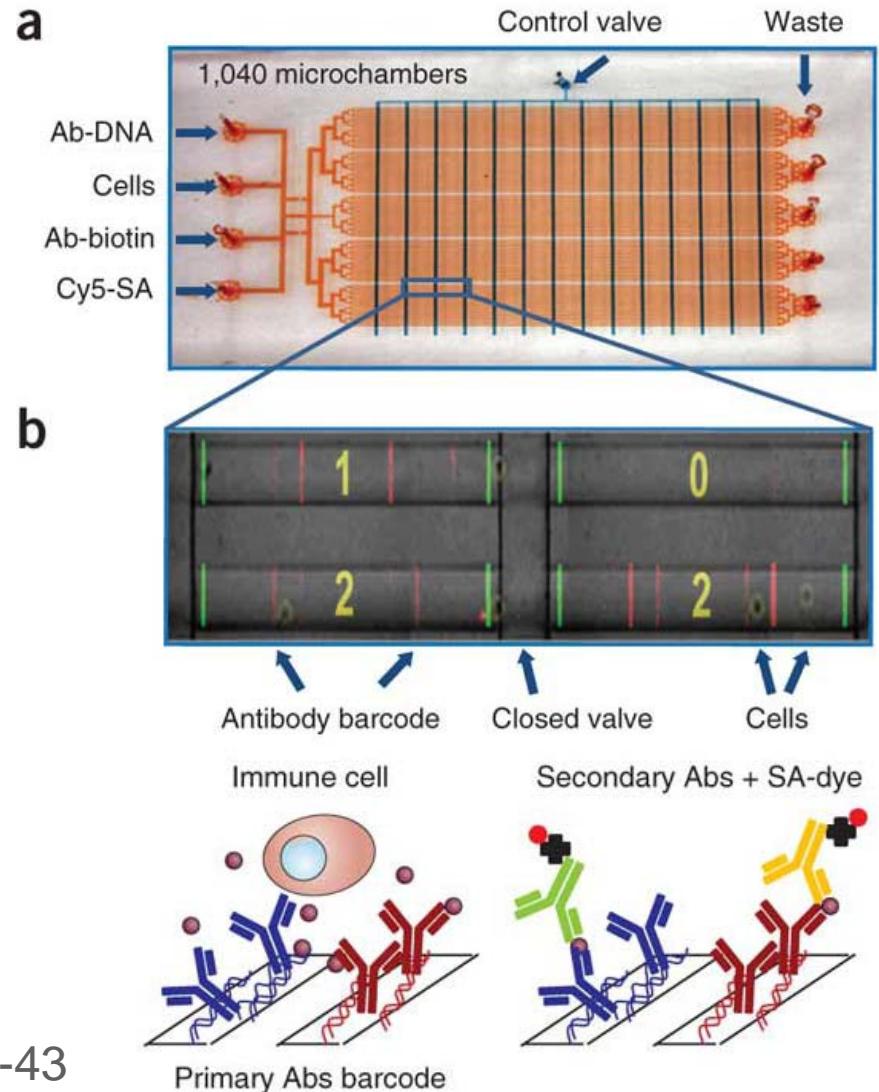 a
Control valve
Waste
1,040 microchambers
Ab-DNA
Cells
Ab-biotin
Cy5-SA
b
1
0
2
2
Antibody barcode
Closed valve
Cells
Immune cell
Secondary Abs + SA-dye
Primary Abs barcode
-43